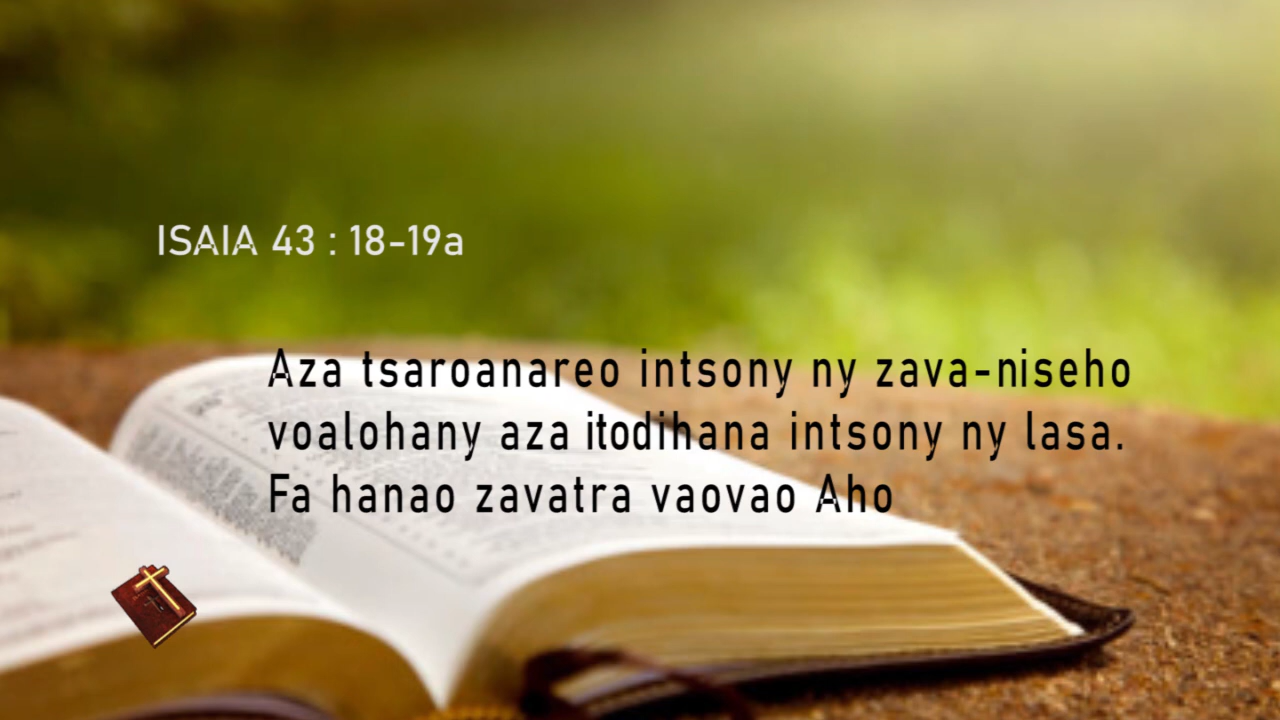 ISAIA 43 : 18-19a
Aza tsaroanareo intsony ny zava-niseho
voalohany aza itodihana intsony ny lasa.
Fa hanao zavatra vaovao Aho